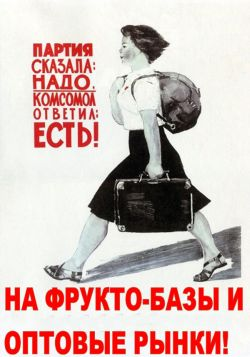 ПАРТИЯ
СКАЗАЛА:
НАДО.
КОМСОМОЛ
ОТВЕТИЛ:
ЕСТЬ!
НА ФРУКТО-БАЗЫ И
ОПТОВЫЕ РЫНКИ!